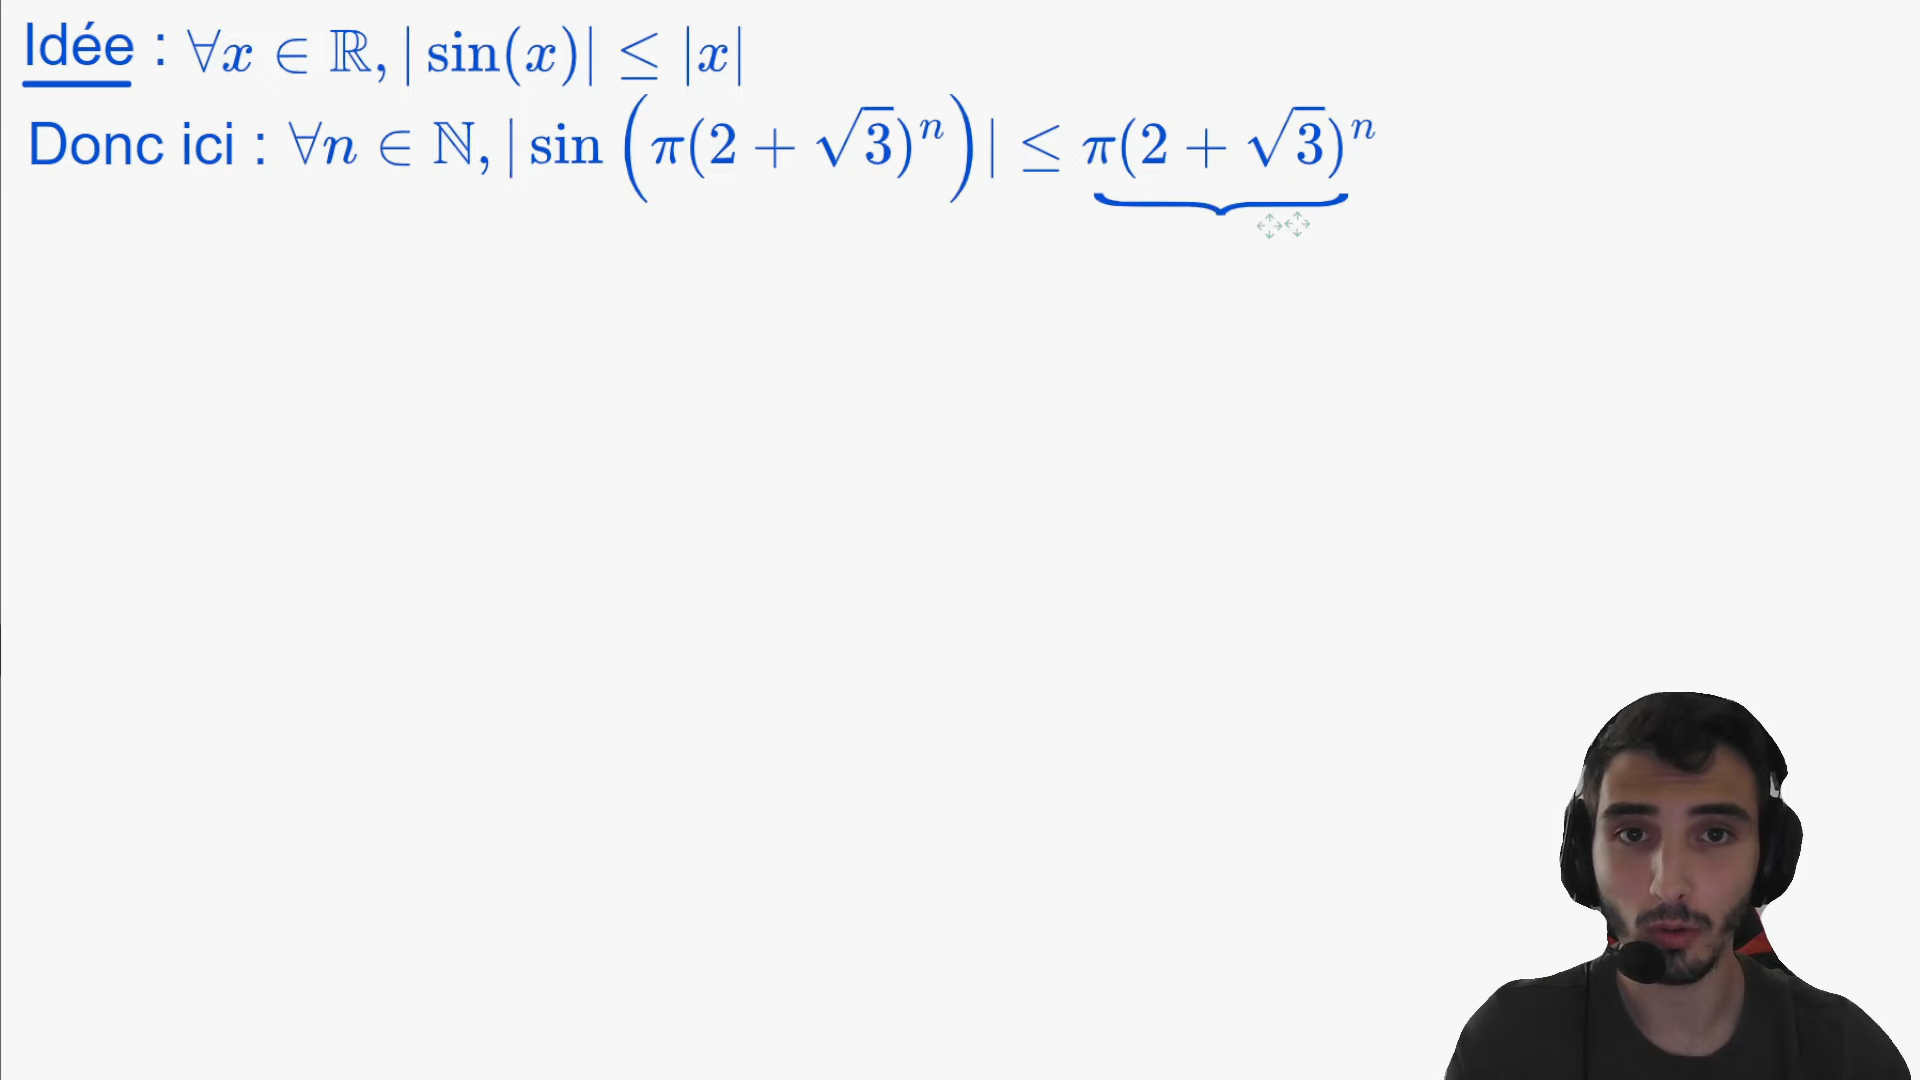 Idée : ∀x ∈ ℝ, | sin(x)| ≤ |x|
Donc ici : ∀n ∈ ℕ, | sin (π(2 + √3)ⁿ)| ≤ π(2 + √3)ⁿ